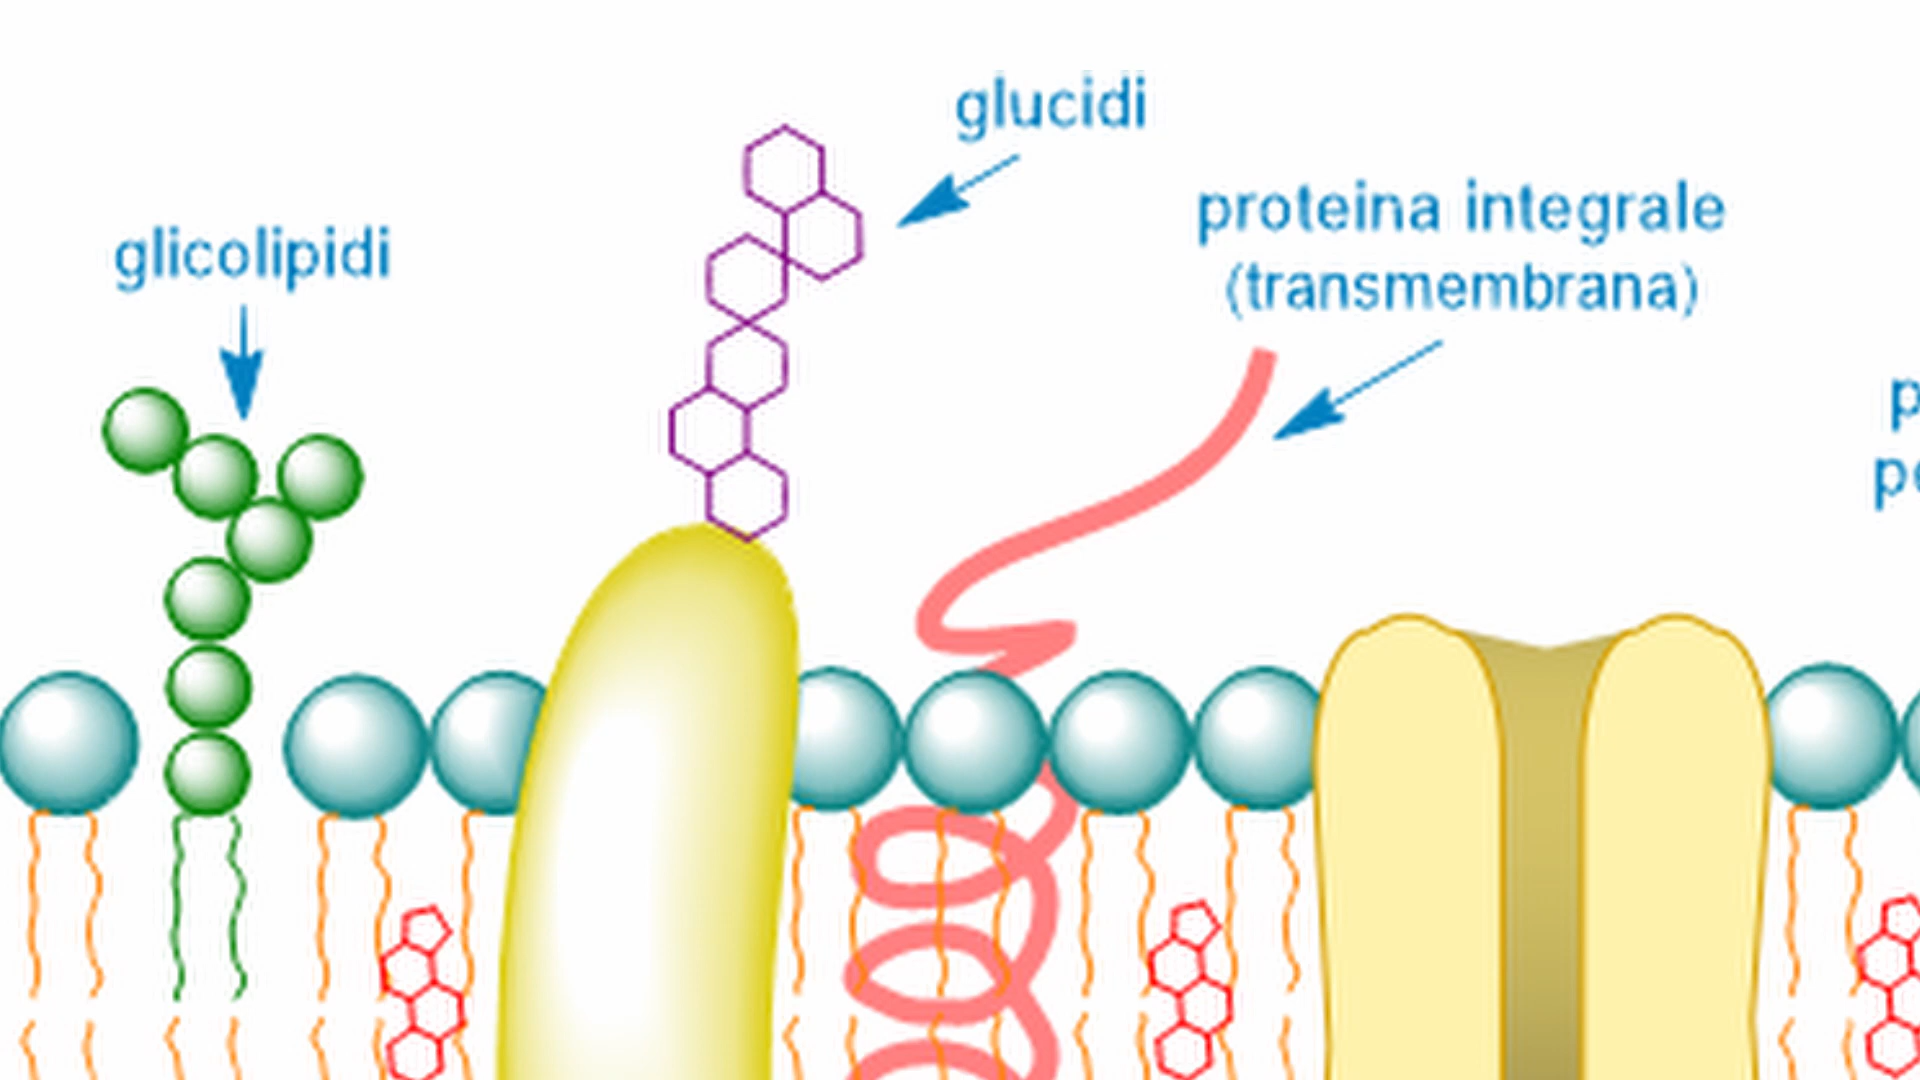 glucidi
proteina integrale
(transmembrana)
glicolipidi